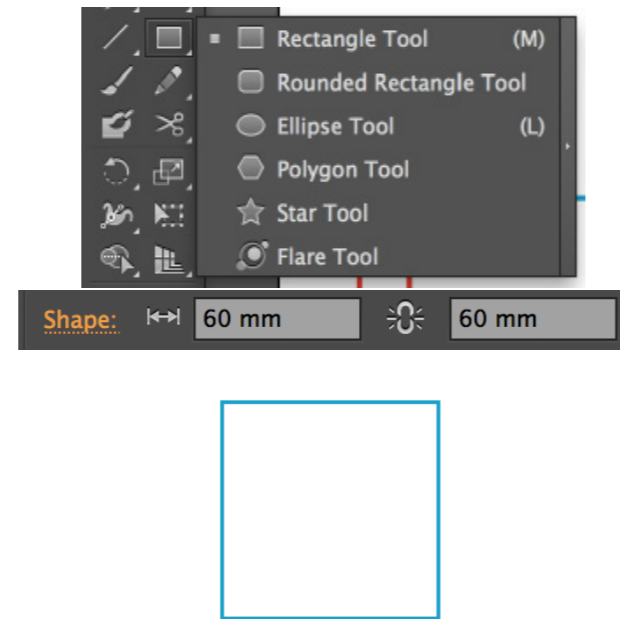 Rectangle Tool (M)
Rounded Rectangle Tool
Ellipse Tool (L)
Polygon Tool
Star Tool
Flare Tool
Shape: 60 mm 60 mm